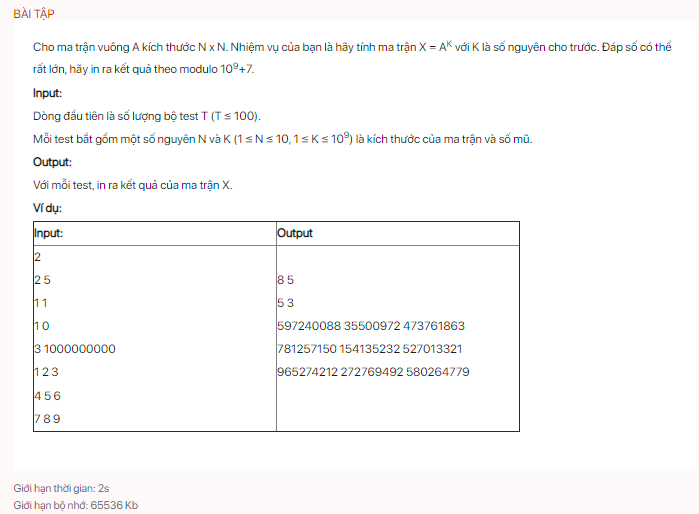 BÀI TẬP
Cho ma trận vuông A kích thước N x N. Nhiệm vụ của bạn là hãy tính ma trận X = Aᴷ với K là số nguyên cho trước. Đáp số có thể
rất lớn, hãy in ra kết quả theo modulo 10⁹+7.
Input:
Dòng đầu tiên là số lượng bộ test T (T ≤ 100).
Mỗi test bắt gồm một số nguyên N và K (1 ≤ N ≤ 10, 1 ≤ K ≤ 10⁹) là kích thước của ma trận và số mũ.
Output:
Với mỗi test, in ra kết quả của ma trận X.
Ví dụ:
Input:
2
2 5
1 1
1 0
3 1000000000
1 2 3
4 5 6
7 8 9
Output
8 5
5 3
597240088 35500972 473761863
781257150 154135232 527013321
965274212 272769492 580264779
Giới hạn thời gian: 2s
Giới hạn bộ nhớ: 65536 Kb